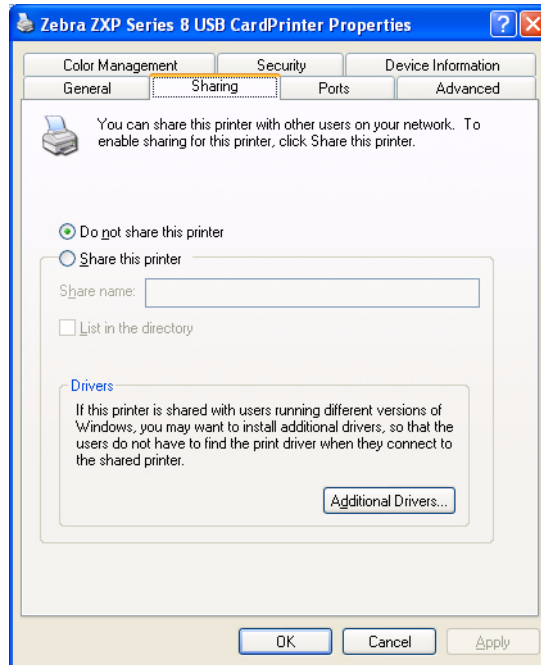 Zebra ZXP Series 8 USB CardPrinter Properties
Color Management Security Device Information
General Sharing Ports Advanced
You can share this printer with other users on your network. To
enable sharing for this printer, click Share this printer.
Do not share this printer
Share this printer
Share name:
List in the directory
Drivers
If this printer is shared with users running different versions of
Windows, you may want to install additional drivers, so that the
users do not have to find the print driver when they connect to
the shared printer.
Additional Drivers...
OK Cancel Apply